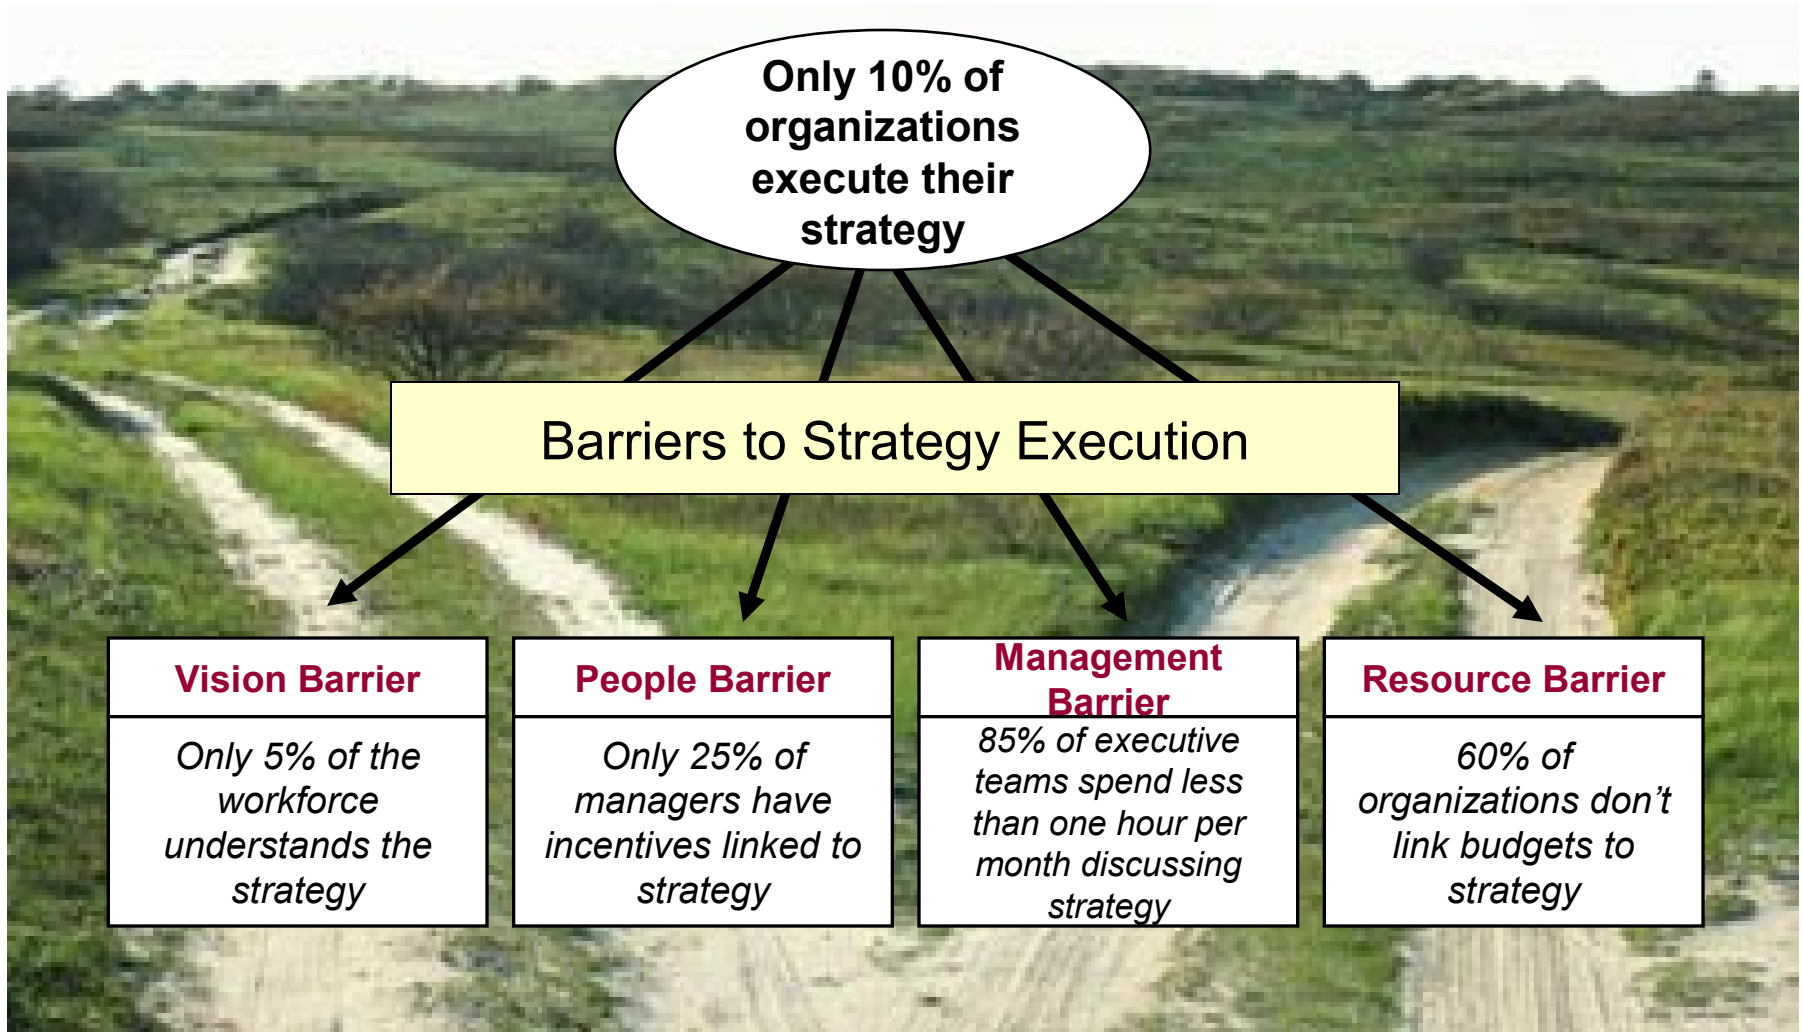 Only 10% of
organizations
execute their
strategy
Barriers to Strategy Execution
Vision Barrier
Only 5% of the
workforce
understands the
strategy
People Barrier
Only 25% of
managers have
incentives linked to
strategy
Management
Barrier
85% of executive
teams spend less
than one hour per
month discussing
strategy
Resource Barrier
60% of
organizations don’t
link budgets to
strategy